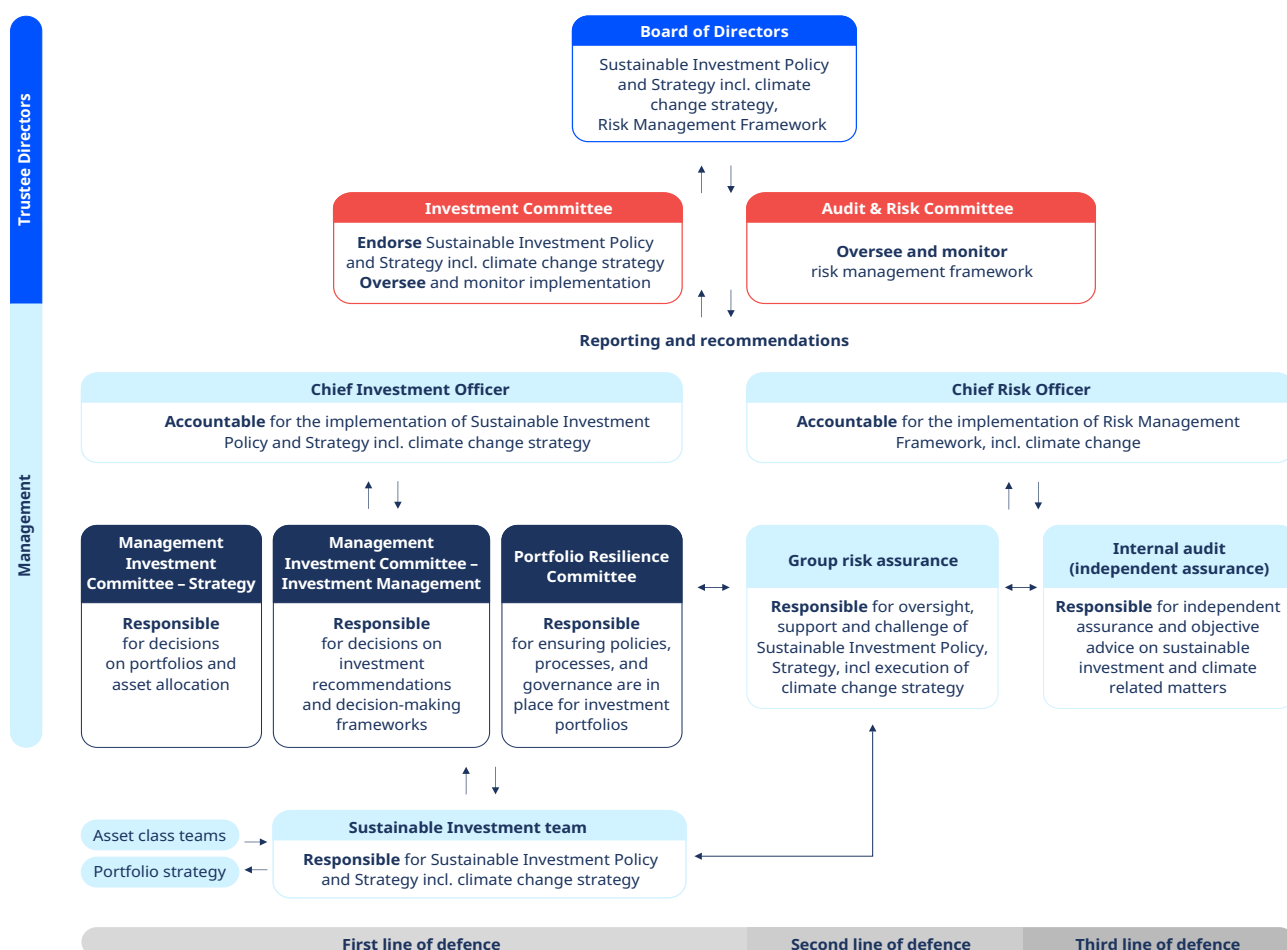 Trustee Directors
Board of Directors
Sustainable Investment Policy
and Strategy incl. climate
change strategy,
Risk Management Framework
Investment Committee
Endorse Sustainable Investment Policy
and Strategy incl. climate change strategy
Oversee and monitor implementation
Audit & Risk Committee
Oversee and monitor
risk management framework
Reporting and recommendations
Management
Chief Investment Officer
Accountable for the implementation of Sustainable Investment
Policy and Strategy incl. climate change strategy
Chief Risk Officer
Accountable for the implementation of Risk Management
Framework, incl. climate change
Management
Investment
Committee – Strategy
Responsible
for decisions
on portfolios and
asset allocation
Management
Investment Committee –
Investment Management
Responsible
for decisions on
investment
recommendations
and decision-making
frameworks
Portfolio Resilience
Committee
Responsible
for ensuring policies,
processes, and
governance are in
place for investment
portfolios
Group risk assurance
Responsible for oversight,
support and challenge of
Sustainable Investment Policy,
Strategy, incl execution of
climate change strategy
Internal audit
(independent assurance)
Responsible for independent
assurance and objective
advice on sustainable
investment and climate
related matters
Asset class teams
Portfolio strategy
Sustainable Investment team
Responsible for Sustainable Investment Policy
and Strategy incl. climate change strategy
First line of defence
Second line of defence
Third line of defence